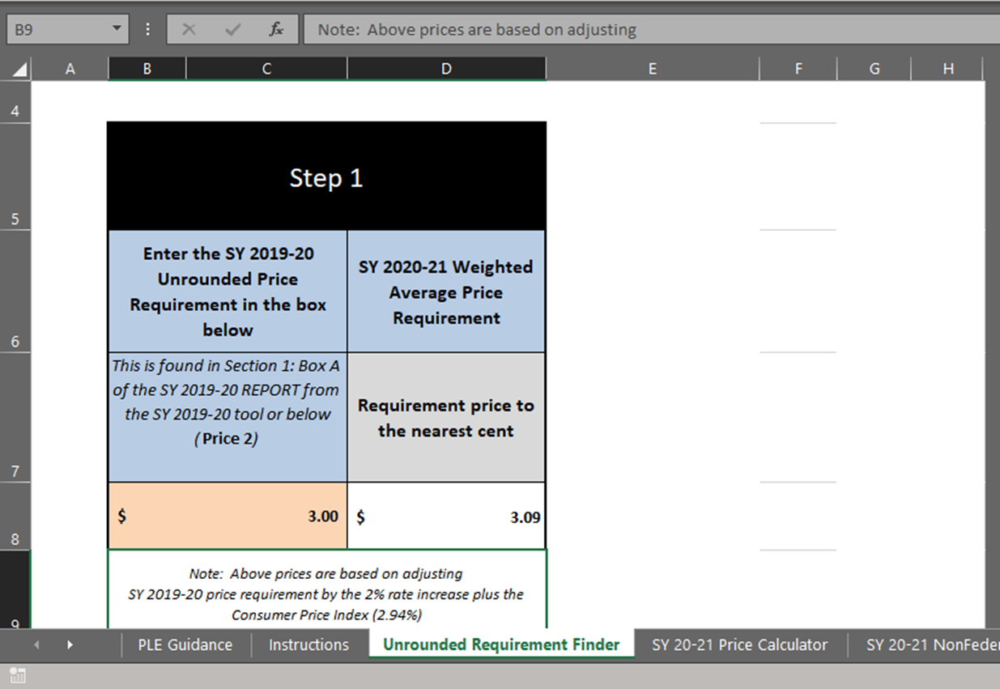 B9
fx
Note: Above prices are based on adjusting
A B C D E F G H
4
Step 1
5
Enter the SY 2019-20
Unrounded Price
Requirement in the box
below
SY 2020-21 Weighted
Average Price
Requirement
6
This is found in Section 1: Box A
of the SY 2019-20 REPORT from
the SY 2019-20 tool or below
(Price 2)
Requirement price to
the nearest cent
7
$ 3.00 $ 3.09
8
Note: Above prices are based on adjusting
SY 2019-20 price requirement by the 2% rate increase plus the
Consumer Price Index (2.94%)
9
PLE Guidance Instructions Unrounded Requirement Finder SY 20-21 Price Calculator SY 20-21 NonFeder